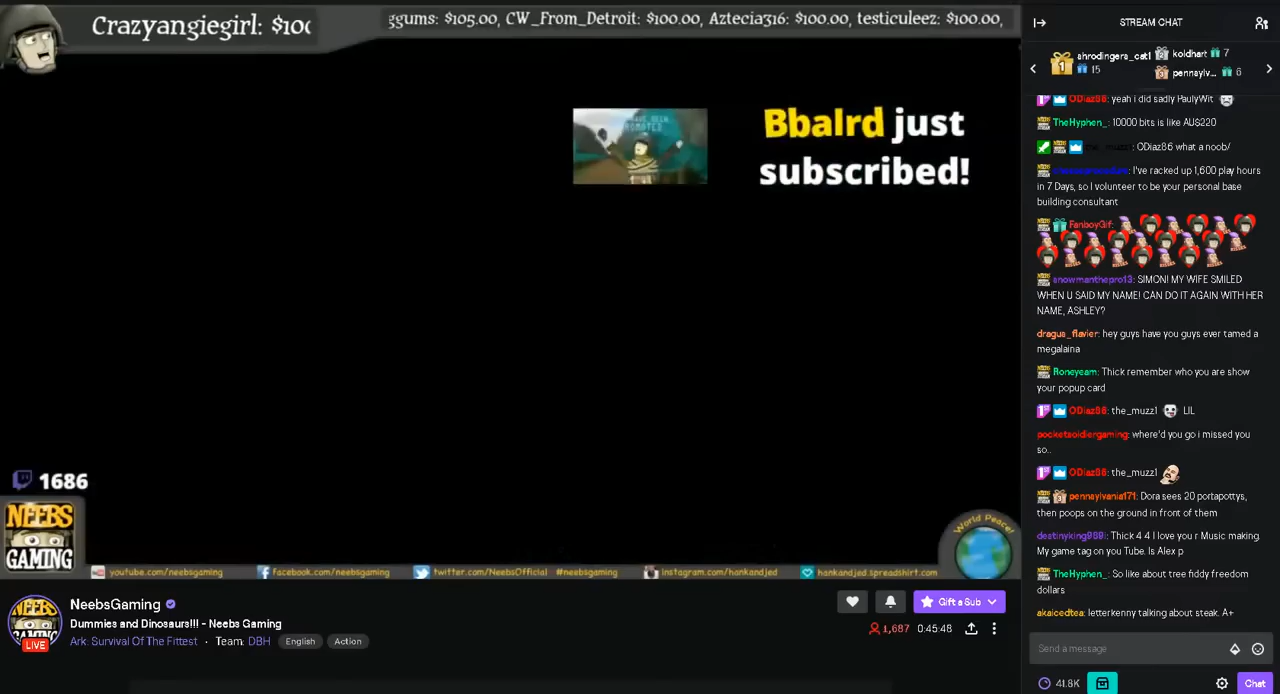 Crazyangiegirl: $10
ggums: $105.00, CW_From_Detroit: $100.00, Aztecia316: $100.00, testiculeez: $100.00,
Bbalrd just
subscribed!
1686
NEEBS
GAMING
World Peace!
youtube.com/neebsgaming
facebook.com/neebsgaming
twitter.com/NeebsOfficial #neebsgaming
instagram.com/hankandjed
hankandjed.spreadshirt.com
NeebsGaming
Dummies and Dinosaurs!!! - Neebs Gaming
Ark: Survival Of The Fittest · Team: DBH English Action
LIVE
Gift a Sub
1,687 0:45:48
STREAM CHAT
1 shrodingers_cat1 15
2 koldhart 7
3 pennsylv... 6
ODiaz86: yeah i did sadly PaulyWit
TheHyphen_: 10000 bits is like AU$220
the_muzz1: ODiaz86 what a noob/
: I've racked up 1,600 play hours
in 7 Days, so I volunteer to be your personal base
building consultant
FanboyGif:
snowmanthepro13: SIMON! MY WIFE SMILED
WHEN U SAID MY NAME! CAN DO IT AGAIN WITH HER
NAME, ASHLEY?
dragus_flavier: hey guys have you guys ever tamed a
megalaina
Roneyeam: Thick remember who you are show
your popup card
ODiaz86: the_muzz1 LIL
pocketsoldiergaming: where'd you go i missed you
so..
ODiaz86: the_muzz1
pennsylvania171: Dora sees 20 portapottys,
then poops on the ground in front of them
destinyking989: Thick 4 4 I love you r Music making.
My game tag on you Tube. Is Alex p
TheHyphen_: So like about tree fiddy freedom
dollars
akaicedtea: letterkenny talking about steak. A+
Send a message
41.8K
Chat